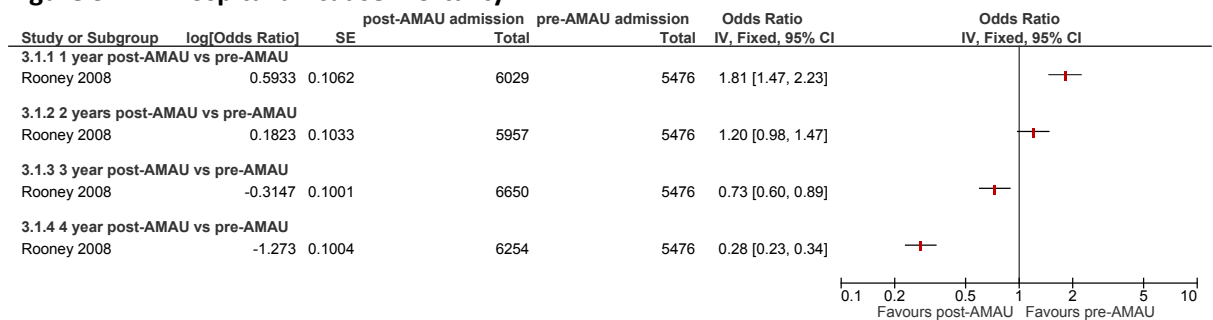 post-AMAU admission pre-AMAU admission Odds Ratio Odds Ratio
Study or Subgroup log[Odds Ratio] SE Total Total IV, Fixed, 95% CI IV, Fixed, 95% CI
3.1.1 1 year post-AMAU vs pre-AMAU
Rooney 2008 0.5933 0.1062 6029 5476 1.81 [1.47, 2.23]
3.1.2 2 years post-AMAU vs pre-AMAU
Rooney 2008 0.1823 0.1033 5957 5476 1.20 [0.98, 1.47]
3.1.3 3 year post-AMAU vs pre-AMAU
Rooney 2008 -0.3147 0.1001 6650 5476 0.73 [0.60, 0.89]
3.1.4 4 year post-AMAU vs pre-AMAU
Rooney 2008 -1.273 0.1004 6254 5476 0.28 [0.23, 0.34]
0.1 0.2 0.5 1 2 5 10
Favours post-AMAU Favours pre-AMAU